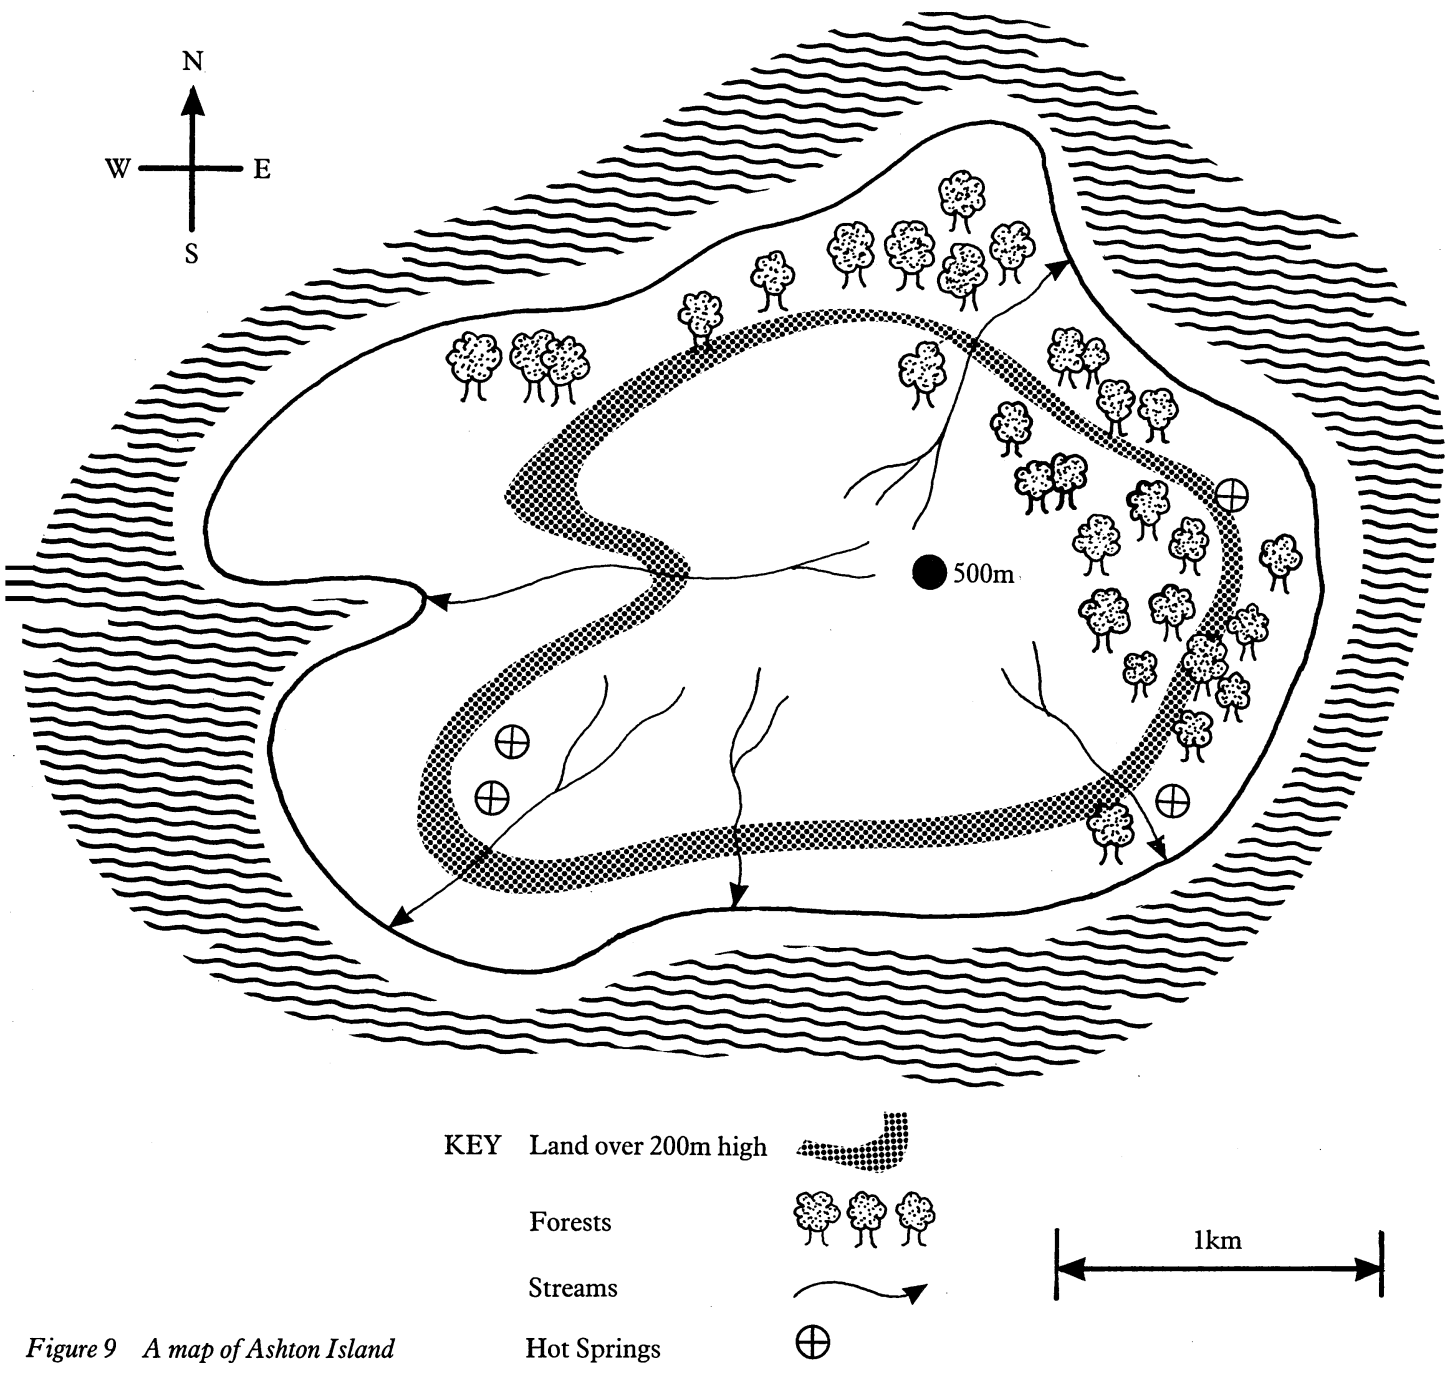 N
W E
S
500m
KEY Land over 200m high
Forests
1km
Streams
Figure 9 A map of Ashton Island
Hot Springs